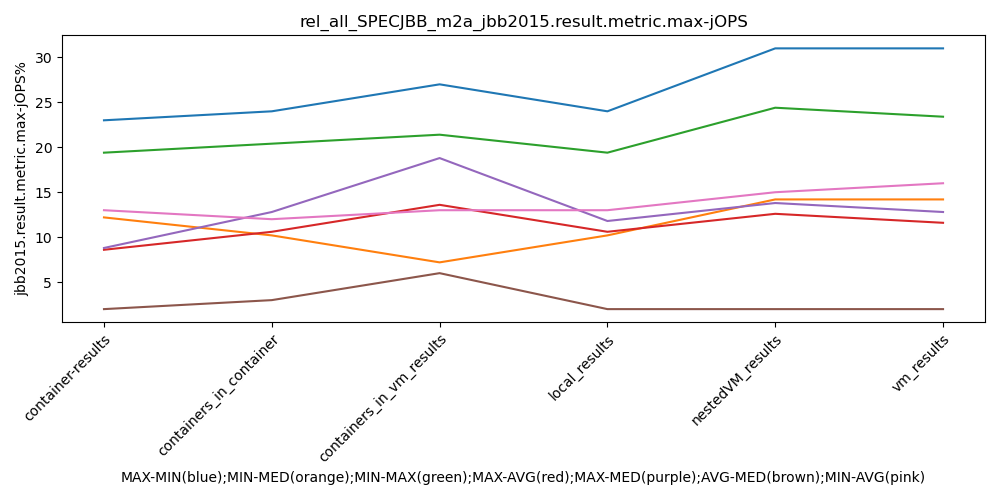 rel_all_SPECJBB_m2a_jbb2015.result.metric.max-jOPS
jbb2015.result.metric.max-jOPS%
30
25
20
15
10
5
container-results
containers_in_container
containers_in_vm_results
local_results
nestedVM_results
vm_results
MAX-MIN(blue);MIN-MED(orange);MIN-MAX(green);MAX-AVG(red);MAX-MED(purple);AVG-MED(brown);MIN-AVG(pink)